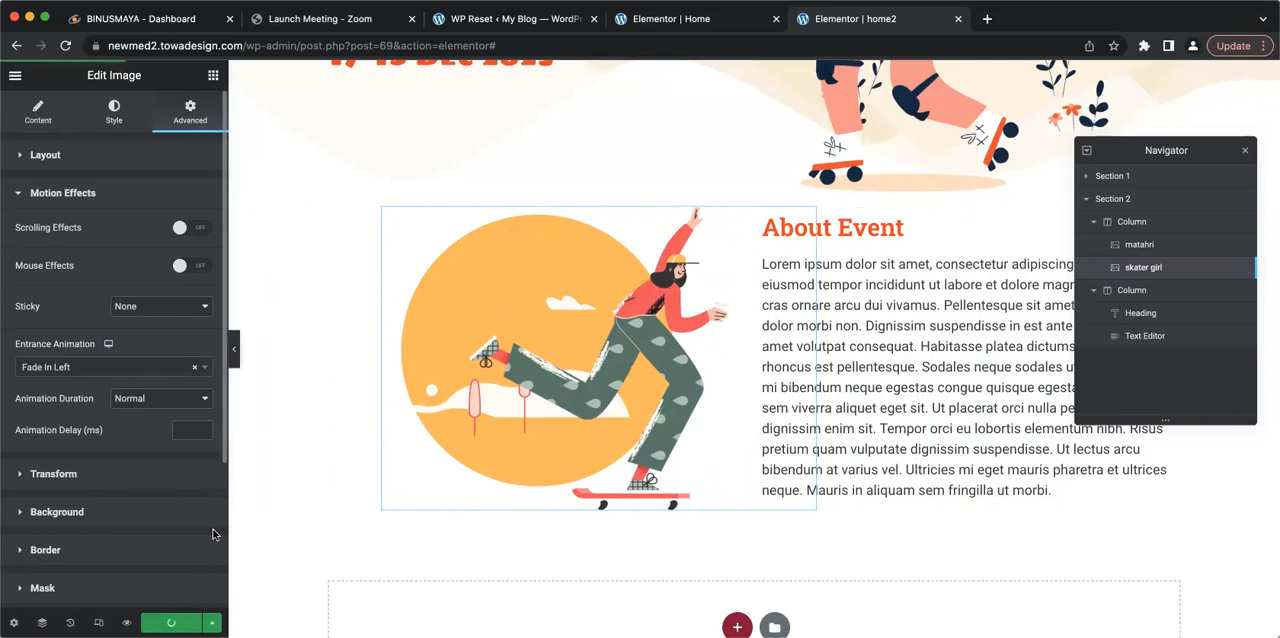 BINUSMAYA - Dashboard
Launch Meeting - Zoom
WP Reset ‹ My Blog — WordPr
Elementor | Home
Elementor | home2
newmed2.towadesign.com/wp-admin/post.php?post=69&action=elementor#
Update
Edit Image
Content
Style
Advanced
Layout
Motion Effects
Scrolling Effects
OFF
Mouse Effects
OFF
Sticky
None
Entrance Animation
Fade In Left
Animation Duration
Normal
Animation Delay (ms)
Transform
Background
Border
Mask
About Event
Lorem ipsum dolor sit amet, consectetur adipiscing
eiusmod tempor incididunt ut labore et dolore mag
cras ornare arcu dui vivamus. Pellentesque sit amet
dolor morbi non. Dignissim suspendisse in est ante
amet volutpat consequat. Habitasse platea dictums
rhoncus est pellentesque. Sodales neque sodales u
mi bibendum neque egestas congue quisque egest
sem viverra aliquet eget sit. Ut placerat orci nulla pe
dignissim enim sit. Tempor orci eu lobortis elementum nibh. Risus
pretium quam vulputate dignissim suspendisse. Ut lectus arcu
bibendum at varius vel. Ultricies mi eget mauris pharetra et ultrices
neque. Mauris in aliquam sem fringilla ut morbi.
Navigator
Section 1
Section 2
Column
matahri
skater girl
Column
Heading
Text Editor